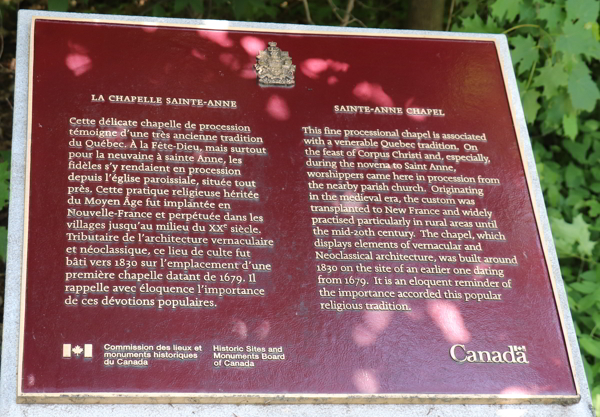 LA CHAPELLE SAINTE-ANNE
Cette délicate chapelle de procession
témoigne d'une très ancienne tradition
du Québec. À la Fête-Dieu, mais surtout
pour la neuvaine à sainte Anne, les
fidèles s'y rendaient en procession
depuis l'église paroissiale, située tout
près. Cette pratique religieuse héritée
du Moyen Âge fut implantée en
Nouvelle-France et perpétuée dans les
villages jusqu'au milieu du XXe siècle.
Tributaire de l'architecture vernaculaire
et néoclassique, ce lieu de culte fut
bâti vers 1830 sur l'emplacement d'une
première chapelle datant de 1679. Il
rappelle avec éloquence l'importance
de ces dévotions populaires.
SAINTE-ANNE CHAPEL
This fine processional chapel is associated
with a venerable Quebec tradition. On
the feast of Corpus Christi and, especially,
during the novena to Saint Anne,
worshippers came here in procession from
the nearby parish church. Originating
in the medieval era, the custom was
transplanted to New France and widely
practised particularly in rural areas until
the mid-20th century. The chapel, which
displays elements of vernacular and
Neoclassical architecture, was built around
1830 on the site of an earlier one dating
from 1679. It is an eloquent reminder of
the importance accorded this popular
religious tradition.
Commission des lieux et
monuments historiques
du Canada
Historic Sites and
Monuments Board
of Canada
Canada